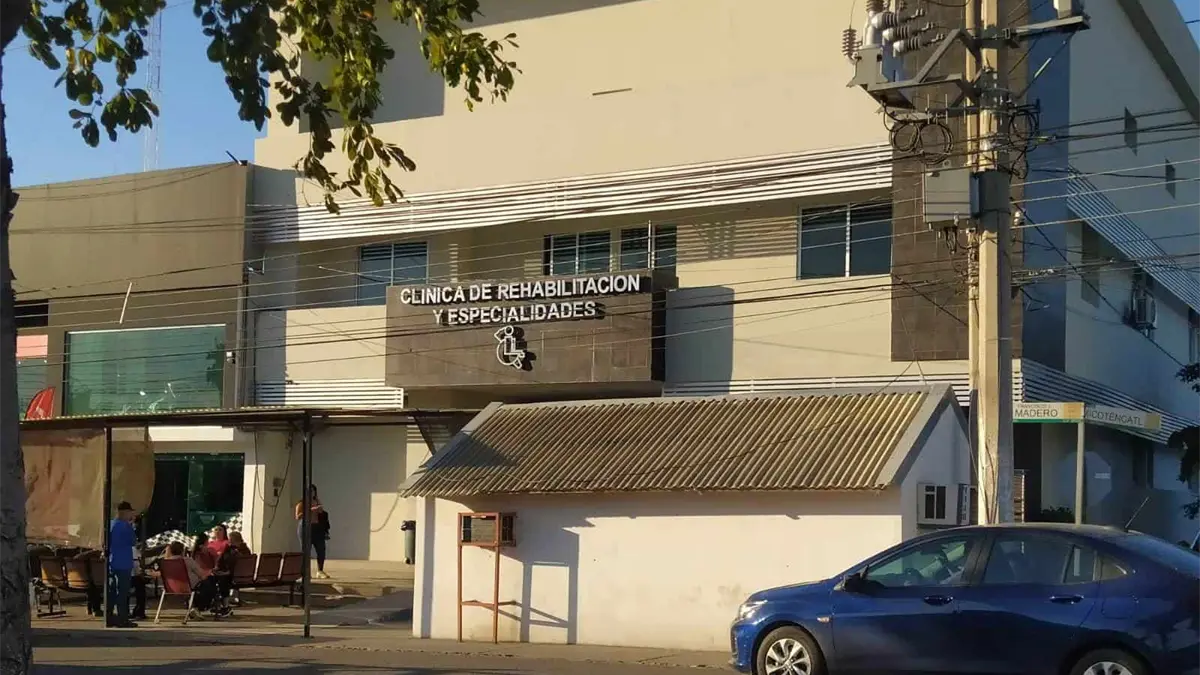 CLINICA DE REHABILITACION
Y ESPECIALIDADES
MADERO
XICOTENCATL